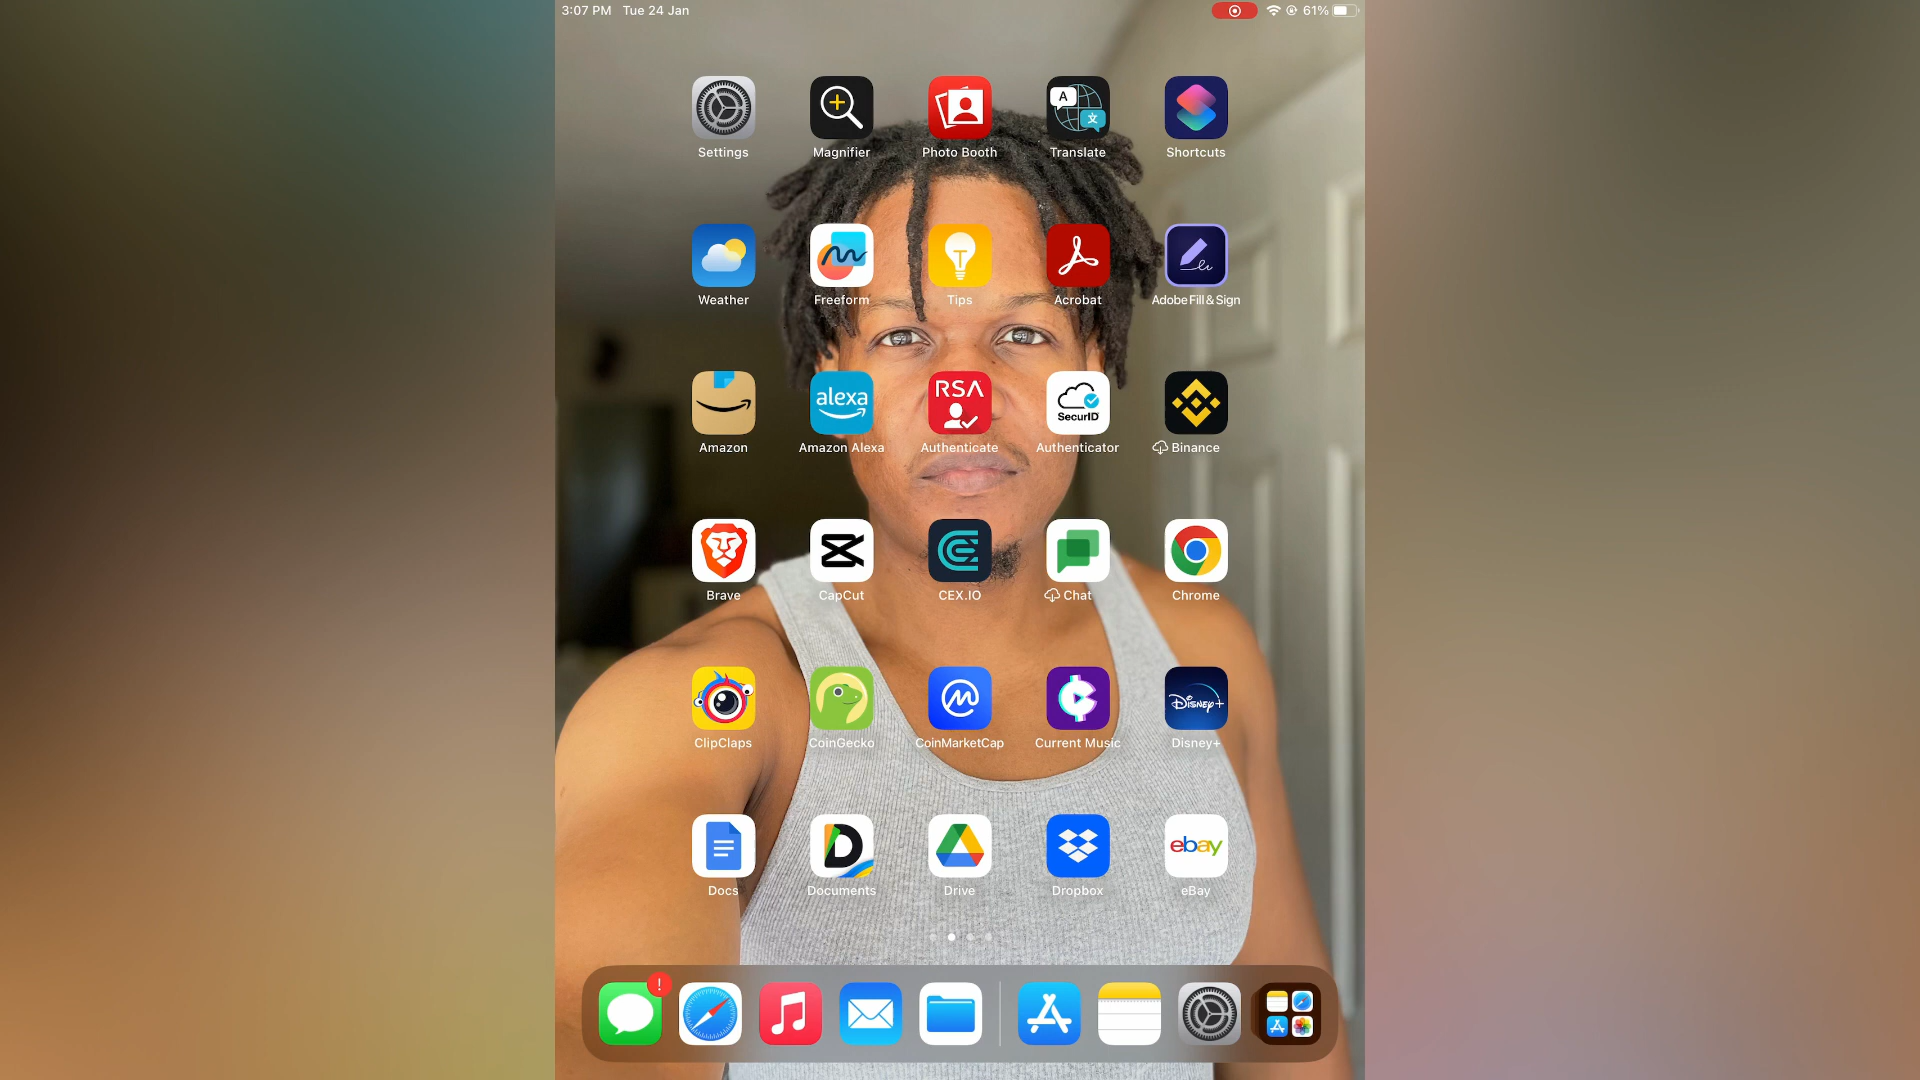 3:07 PM Tue 24 Jan 61%
A 文
Settings Magnifier Photo Booth Translate Shortcuts
T
Weather Freeform Tips Acrobat Adobe Fill & Sign
alexa RSA SecurID
Amazon Amazon Alexa Authenticate Authenticator Binance
Brave CapCut CEX.IO Chat Chrome
Disney+
ClipClaps CoinGecko CoinMarketCap Current Music Disney+
D ebay
Docs Documents Drive Dropbox eBay
!